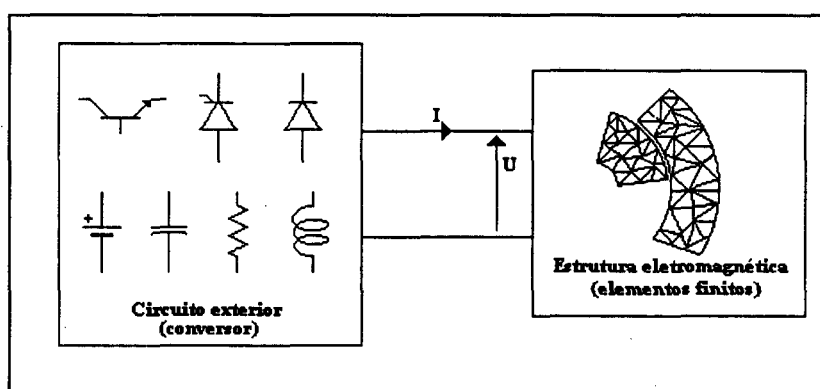 I
U
+
Estrutura eletromagnética
(elementos finitos)
Circuito exterior
(conversor)